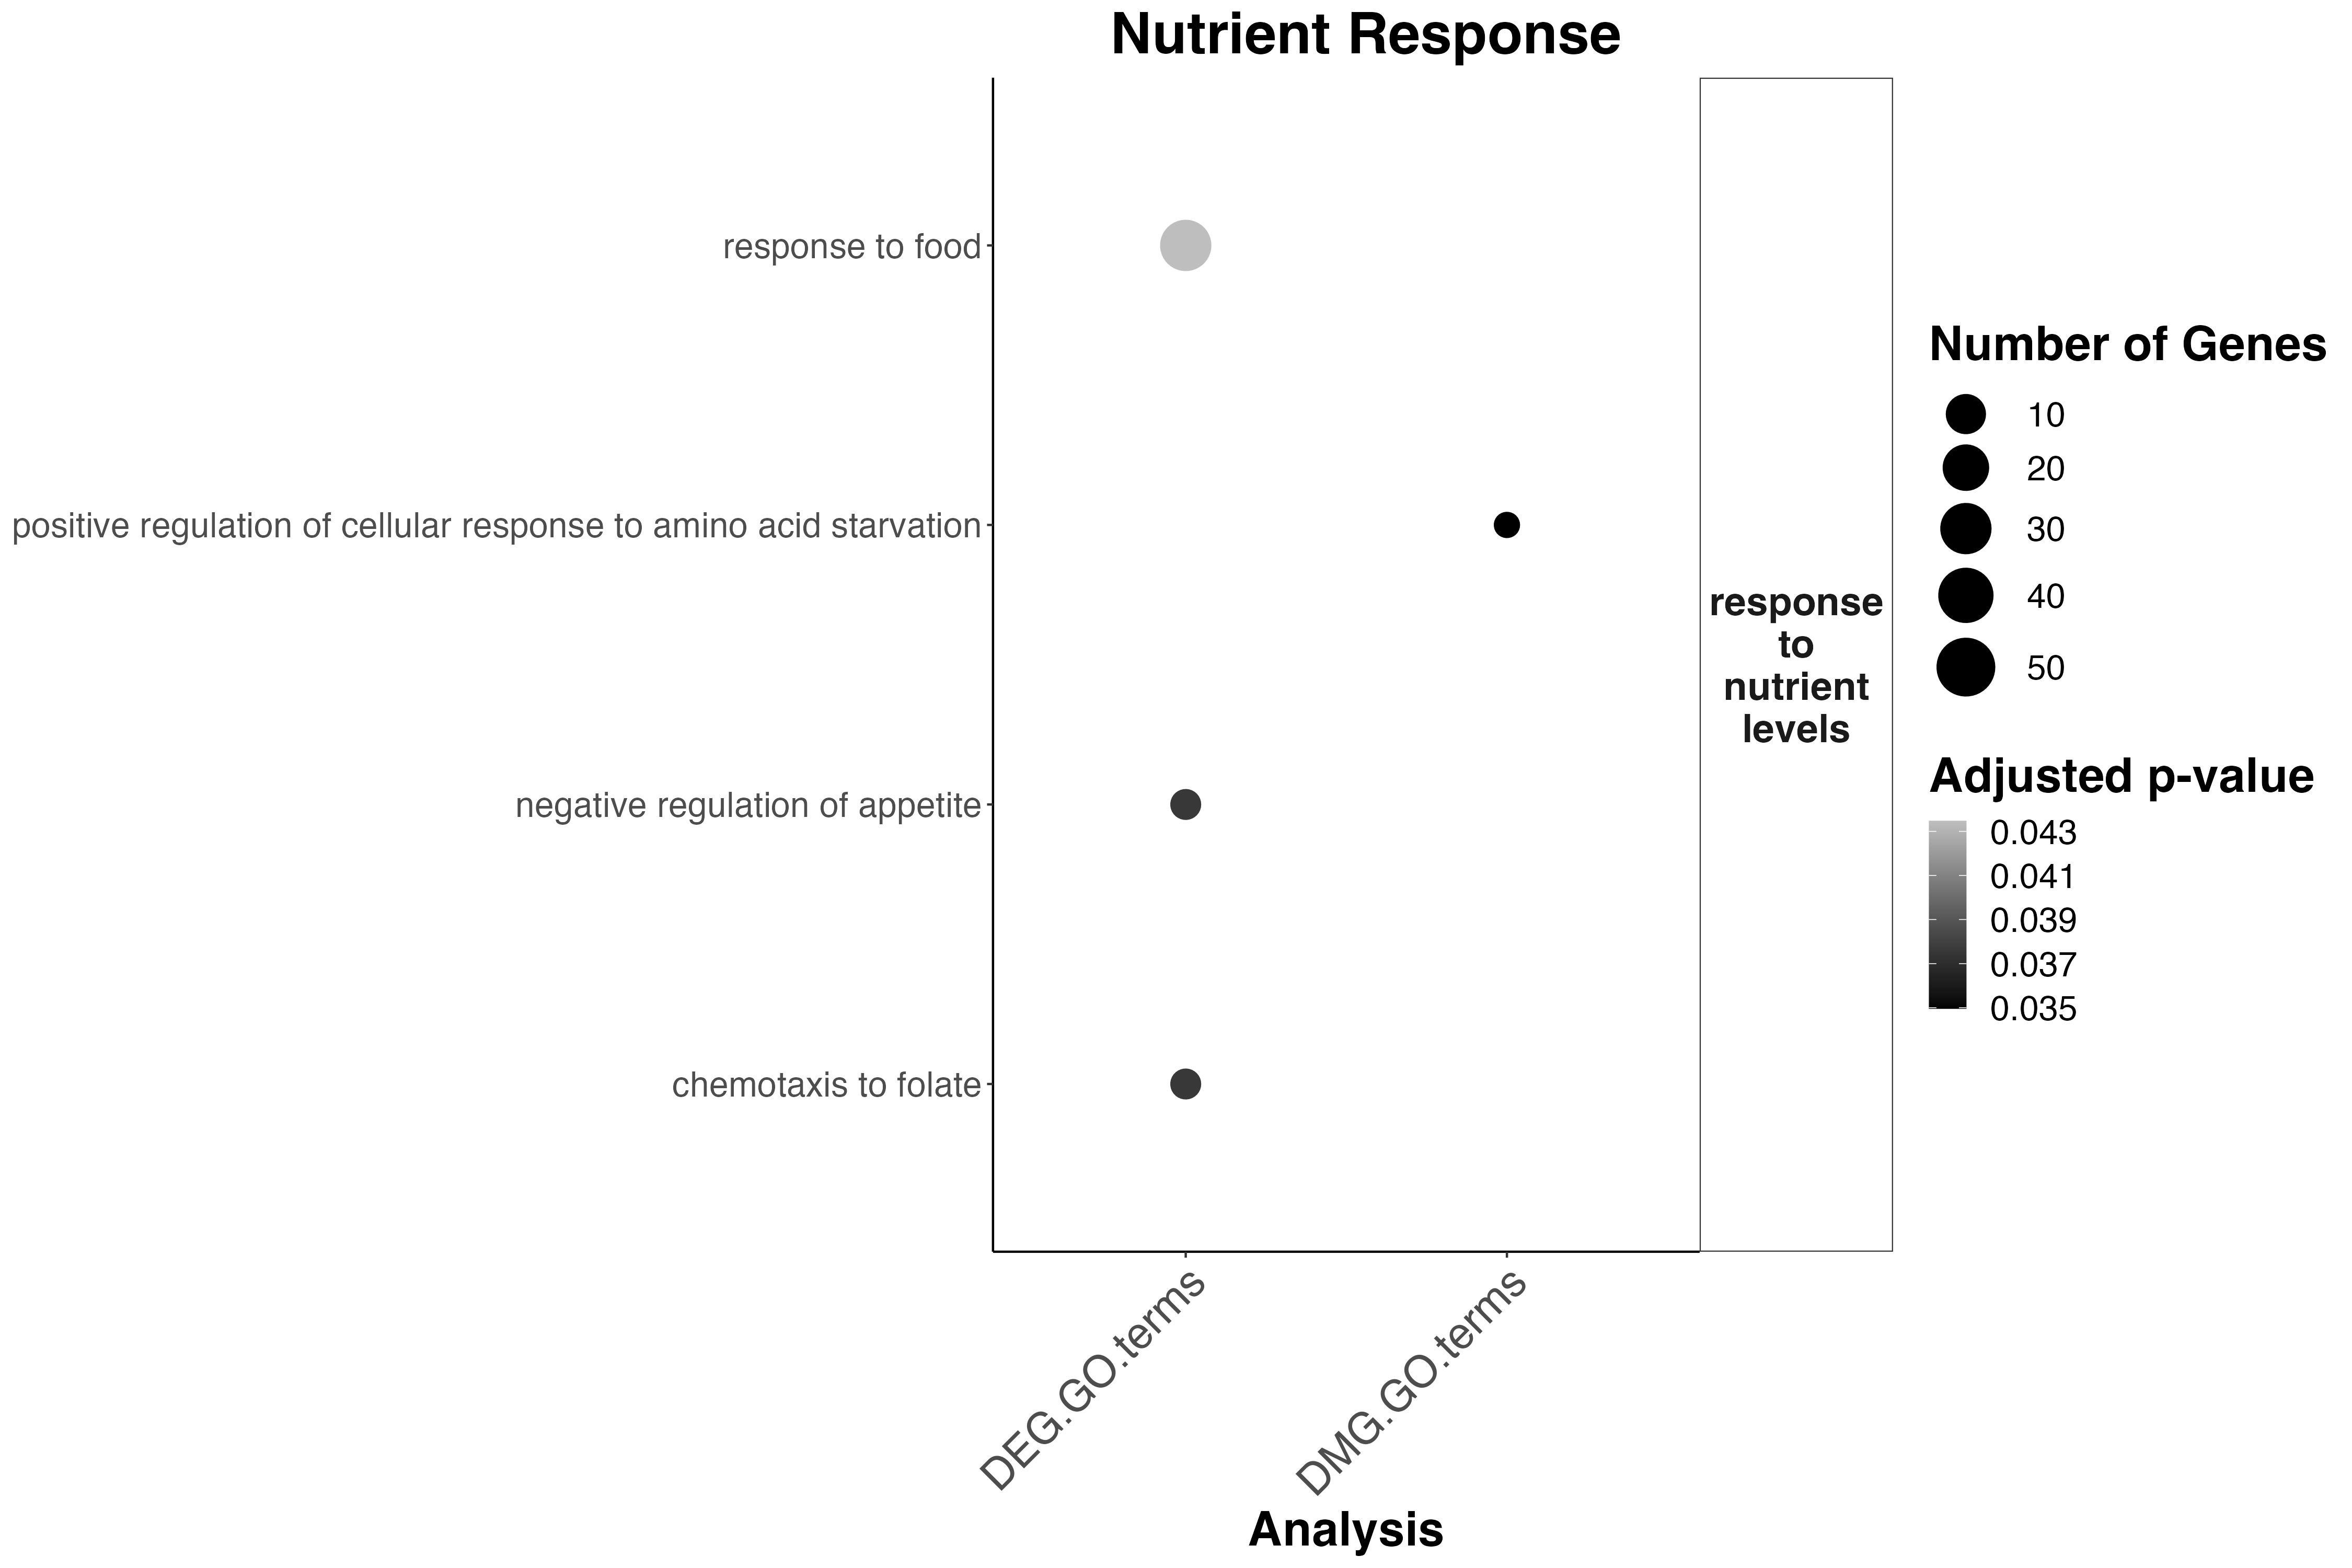 Nutrient Response
response to food
positive regulation of cellular response to amino acid starvation
negative regulation of appetite
chemotaxis to folate
DEG.GO.terms
DMG.GO.terms
Analysis
response
to
nutrient
levels
Number of Genes
10
20
30
40
50
Adjusted p-value
0.043
0.041
0.039
0.037
0.035